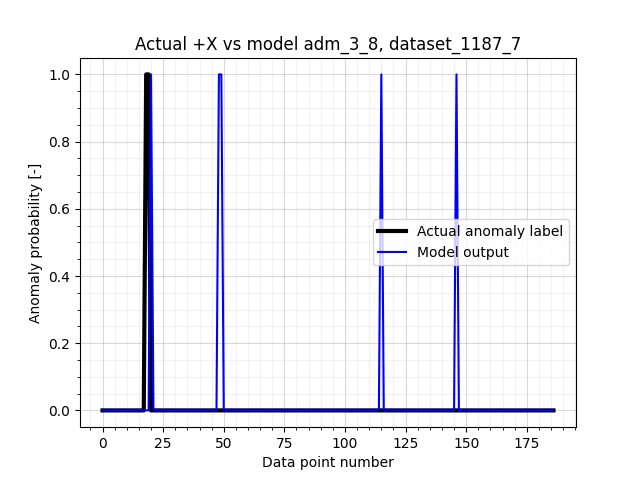 Actual +X vs model adm_3_8, dataset_1187_7
1.0
0.8
0.6
0.4
0.2
0.0
Anomaly probability [-]
Actual anomaly label
Model output
0 25 50 75 100 125 150 175
Data point number